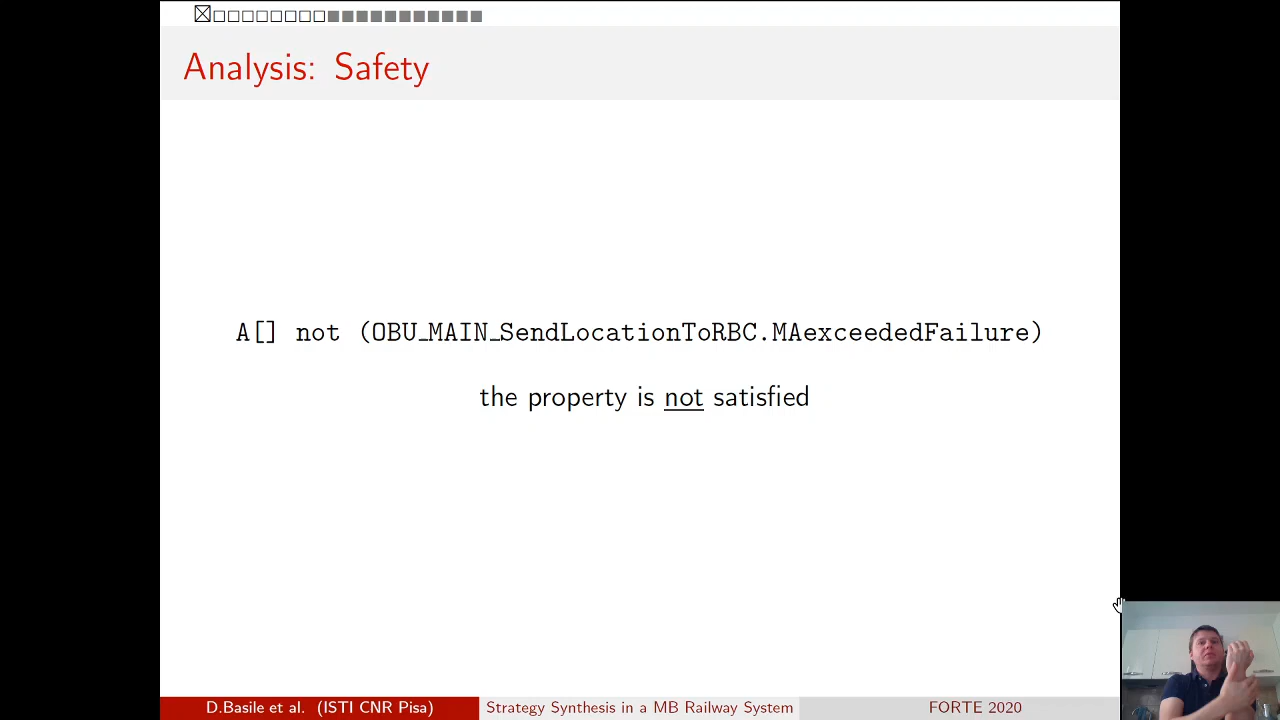 Analysis: Safety
A[] not (OBU_MAIN_SendLocationToRBC.MAexceededFailure)
the property is not satisfied
D.Basile et al. (ISTI CNR Pisa) Strategy Synthesis in a MB Railway System FORTE 2020